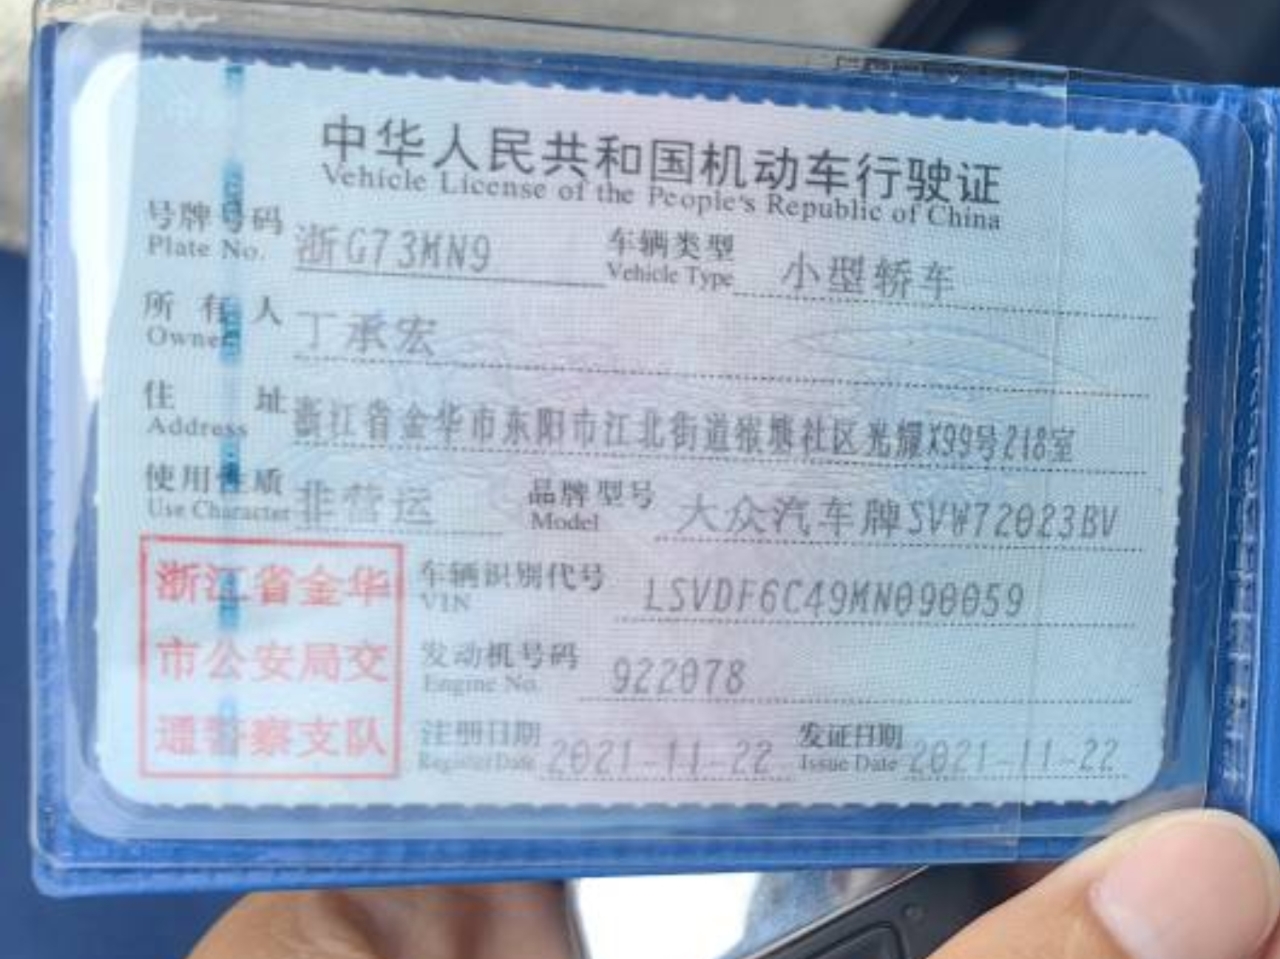 中华人民共和国机动车行驶证
Vehicle License of the People's Republic of China
号牌号码 浙G73MN9 车辆类型 小型轿车
Plate No. Vehicle Type
所有人 丁承宏
Owner
住址 浙江省金华市东阳市江北街道猴塘社区光耀X99号218室
Address
使用性质 非营运 品牌型号 大众汽车牌SVW72023BV
Use Character Model
浙江省金华
市公安局交
通警察支队
车辆识别代号 LSVDF6C49MN090059
VIN
发动机号码 922078
Engine No.
注册日期 2021-11-22 发证日期 2021-11-22
Register Date Issue Date